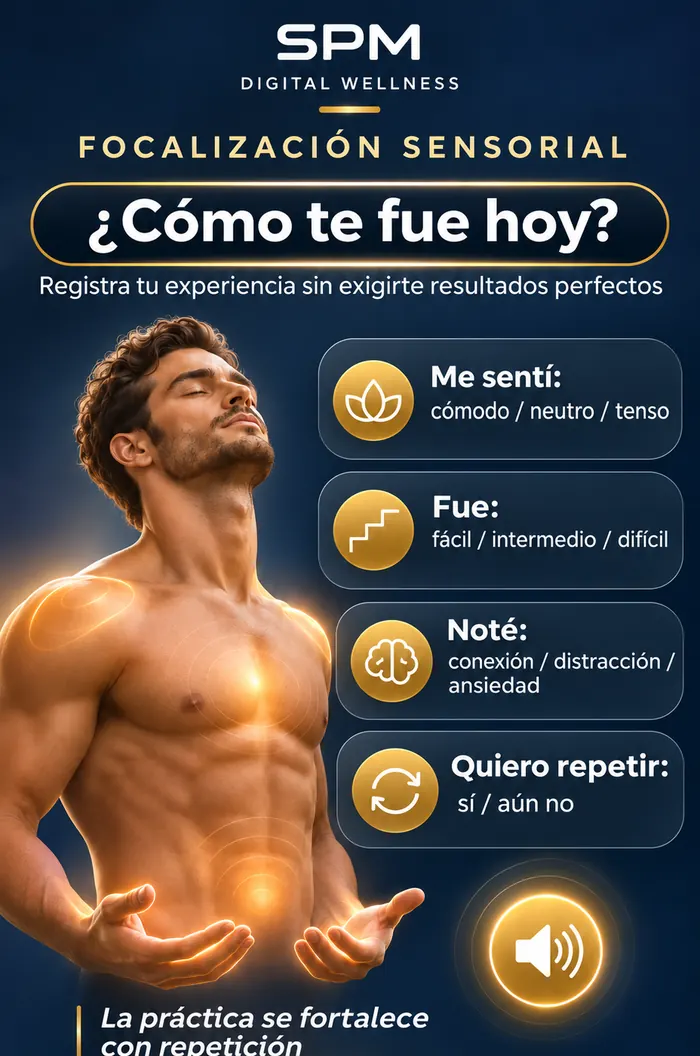 SPM
DIGITAL WELLNESS
FOCALIZACIÓN SENSORIAL
¿Cómo te fue hoy?
Registra tu experiencia sin exigirte resultados perfectos
Me sentí:
cómodo / neutro / tenso
Fue:
fácil / intermedio / difícil
Noté:
conexión / distracción /
ansiedad
Quiero repetir:
sí / aún no
La práctica se fortalece
con repetición